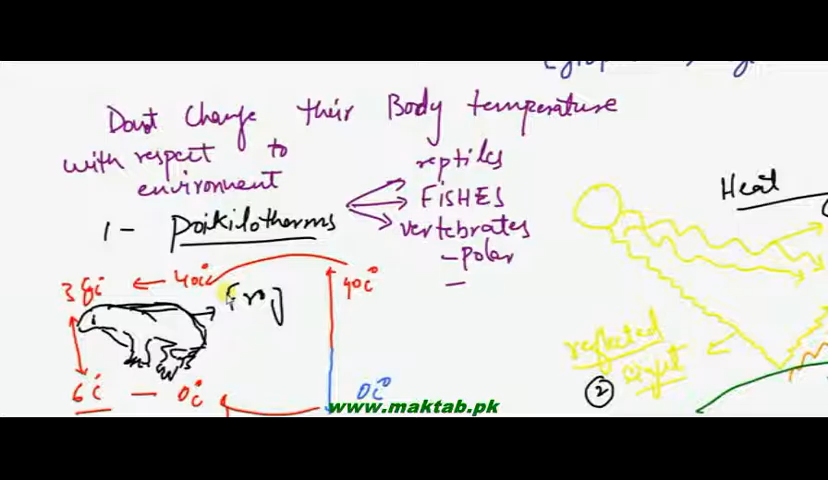 Dont Change their Body temperature
with respect to
environment
reptiles
FISHES
vertebrates
- polar
-
1 - Poikilotherms
Heat
38c 40c° 40c°
Frog
6c - 0c° 0c°
reflected
light
2
www.maktab.pk